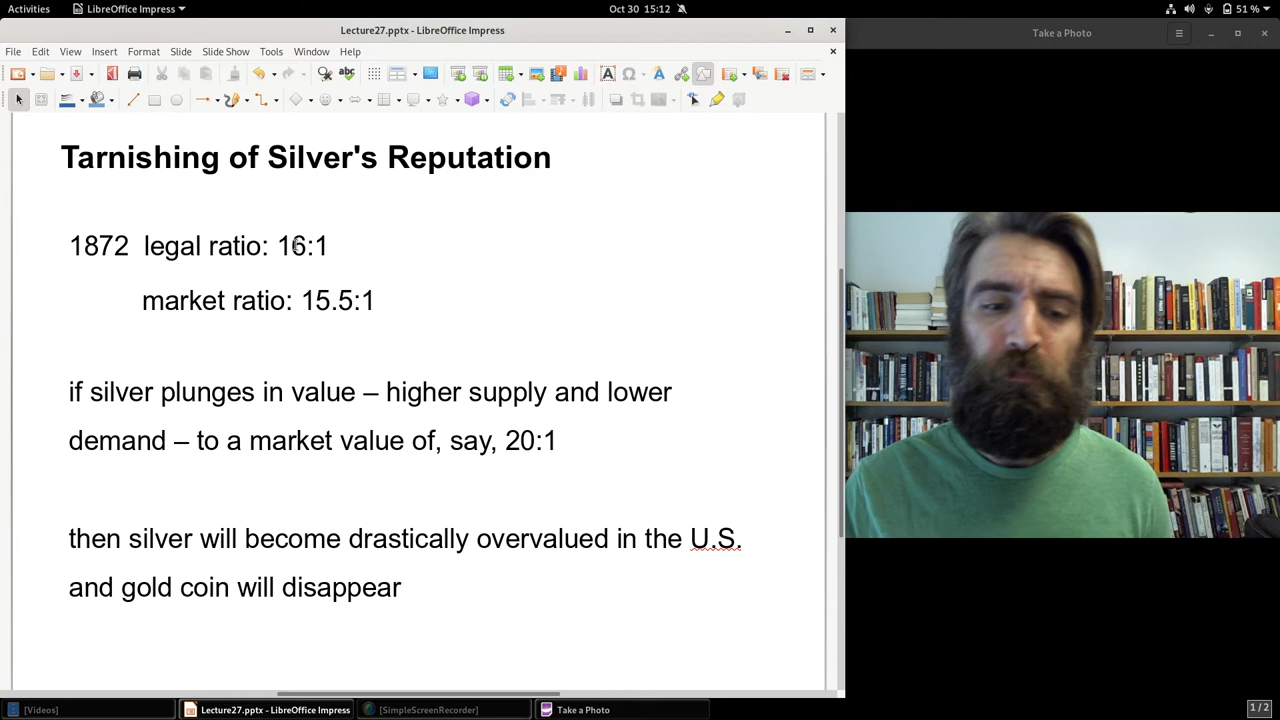 Activities
LibreOffice Impress
Oct 30 15:12
51 %
Lecture27.pptx - LibreOffice Impress
Take a Photo
File Edit View Insert Format Slide Slide Show Tools Window Help
abc
Tarnishing of Silver's Reputation
1872 legal ratio: 16:1
market ratio: 15.5:1
if silver plunges in value – higher supply and lower
demand – to a market value of, say, 20:1
then silver will become drastically overvalued in the U.S.
and gold coin will disappear
[Videos]
Lecture27.pptx - LibreOffice Impress
[SimpleScreenRecorder]
Take a Photo
1/2